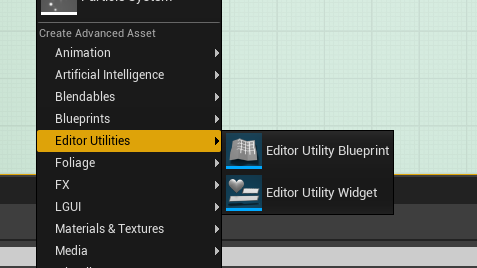 Particle System
Create Advanced Asset
Animation
Artificial Intelligence
Blendables
Blueprints
Editor Utilities
Editor Utility Blueprint
Editor Utility Widget
Foliage
FX
LGUI
Materials & Textures
Media